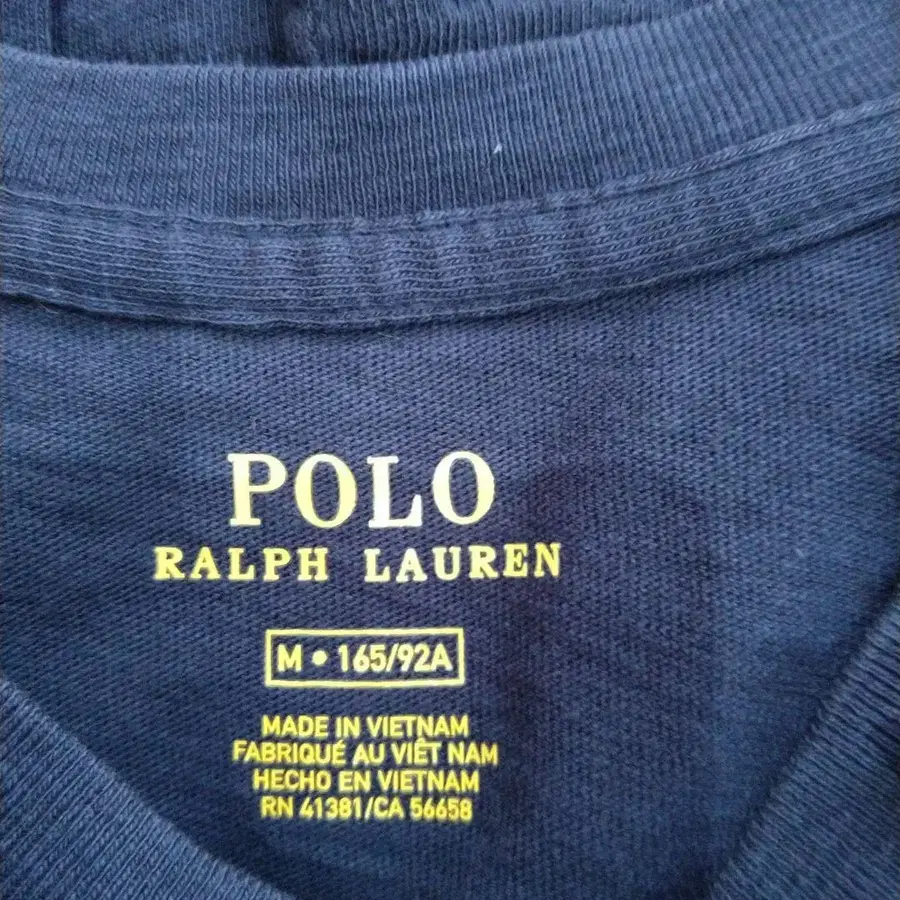 POLO
RALPH LAUREN
M • 165/92A
MADE IN VIETNAM
FABRIQUÉ AU VIÊT NAM
HECHO EN VIETNAM
RN 41381/CA 56658